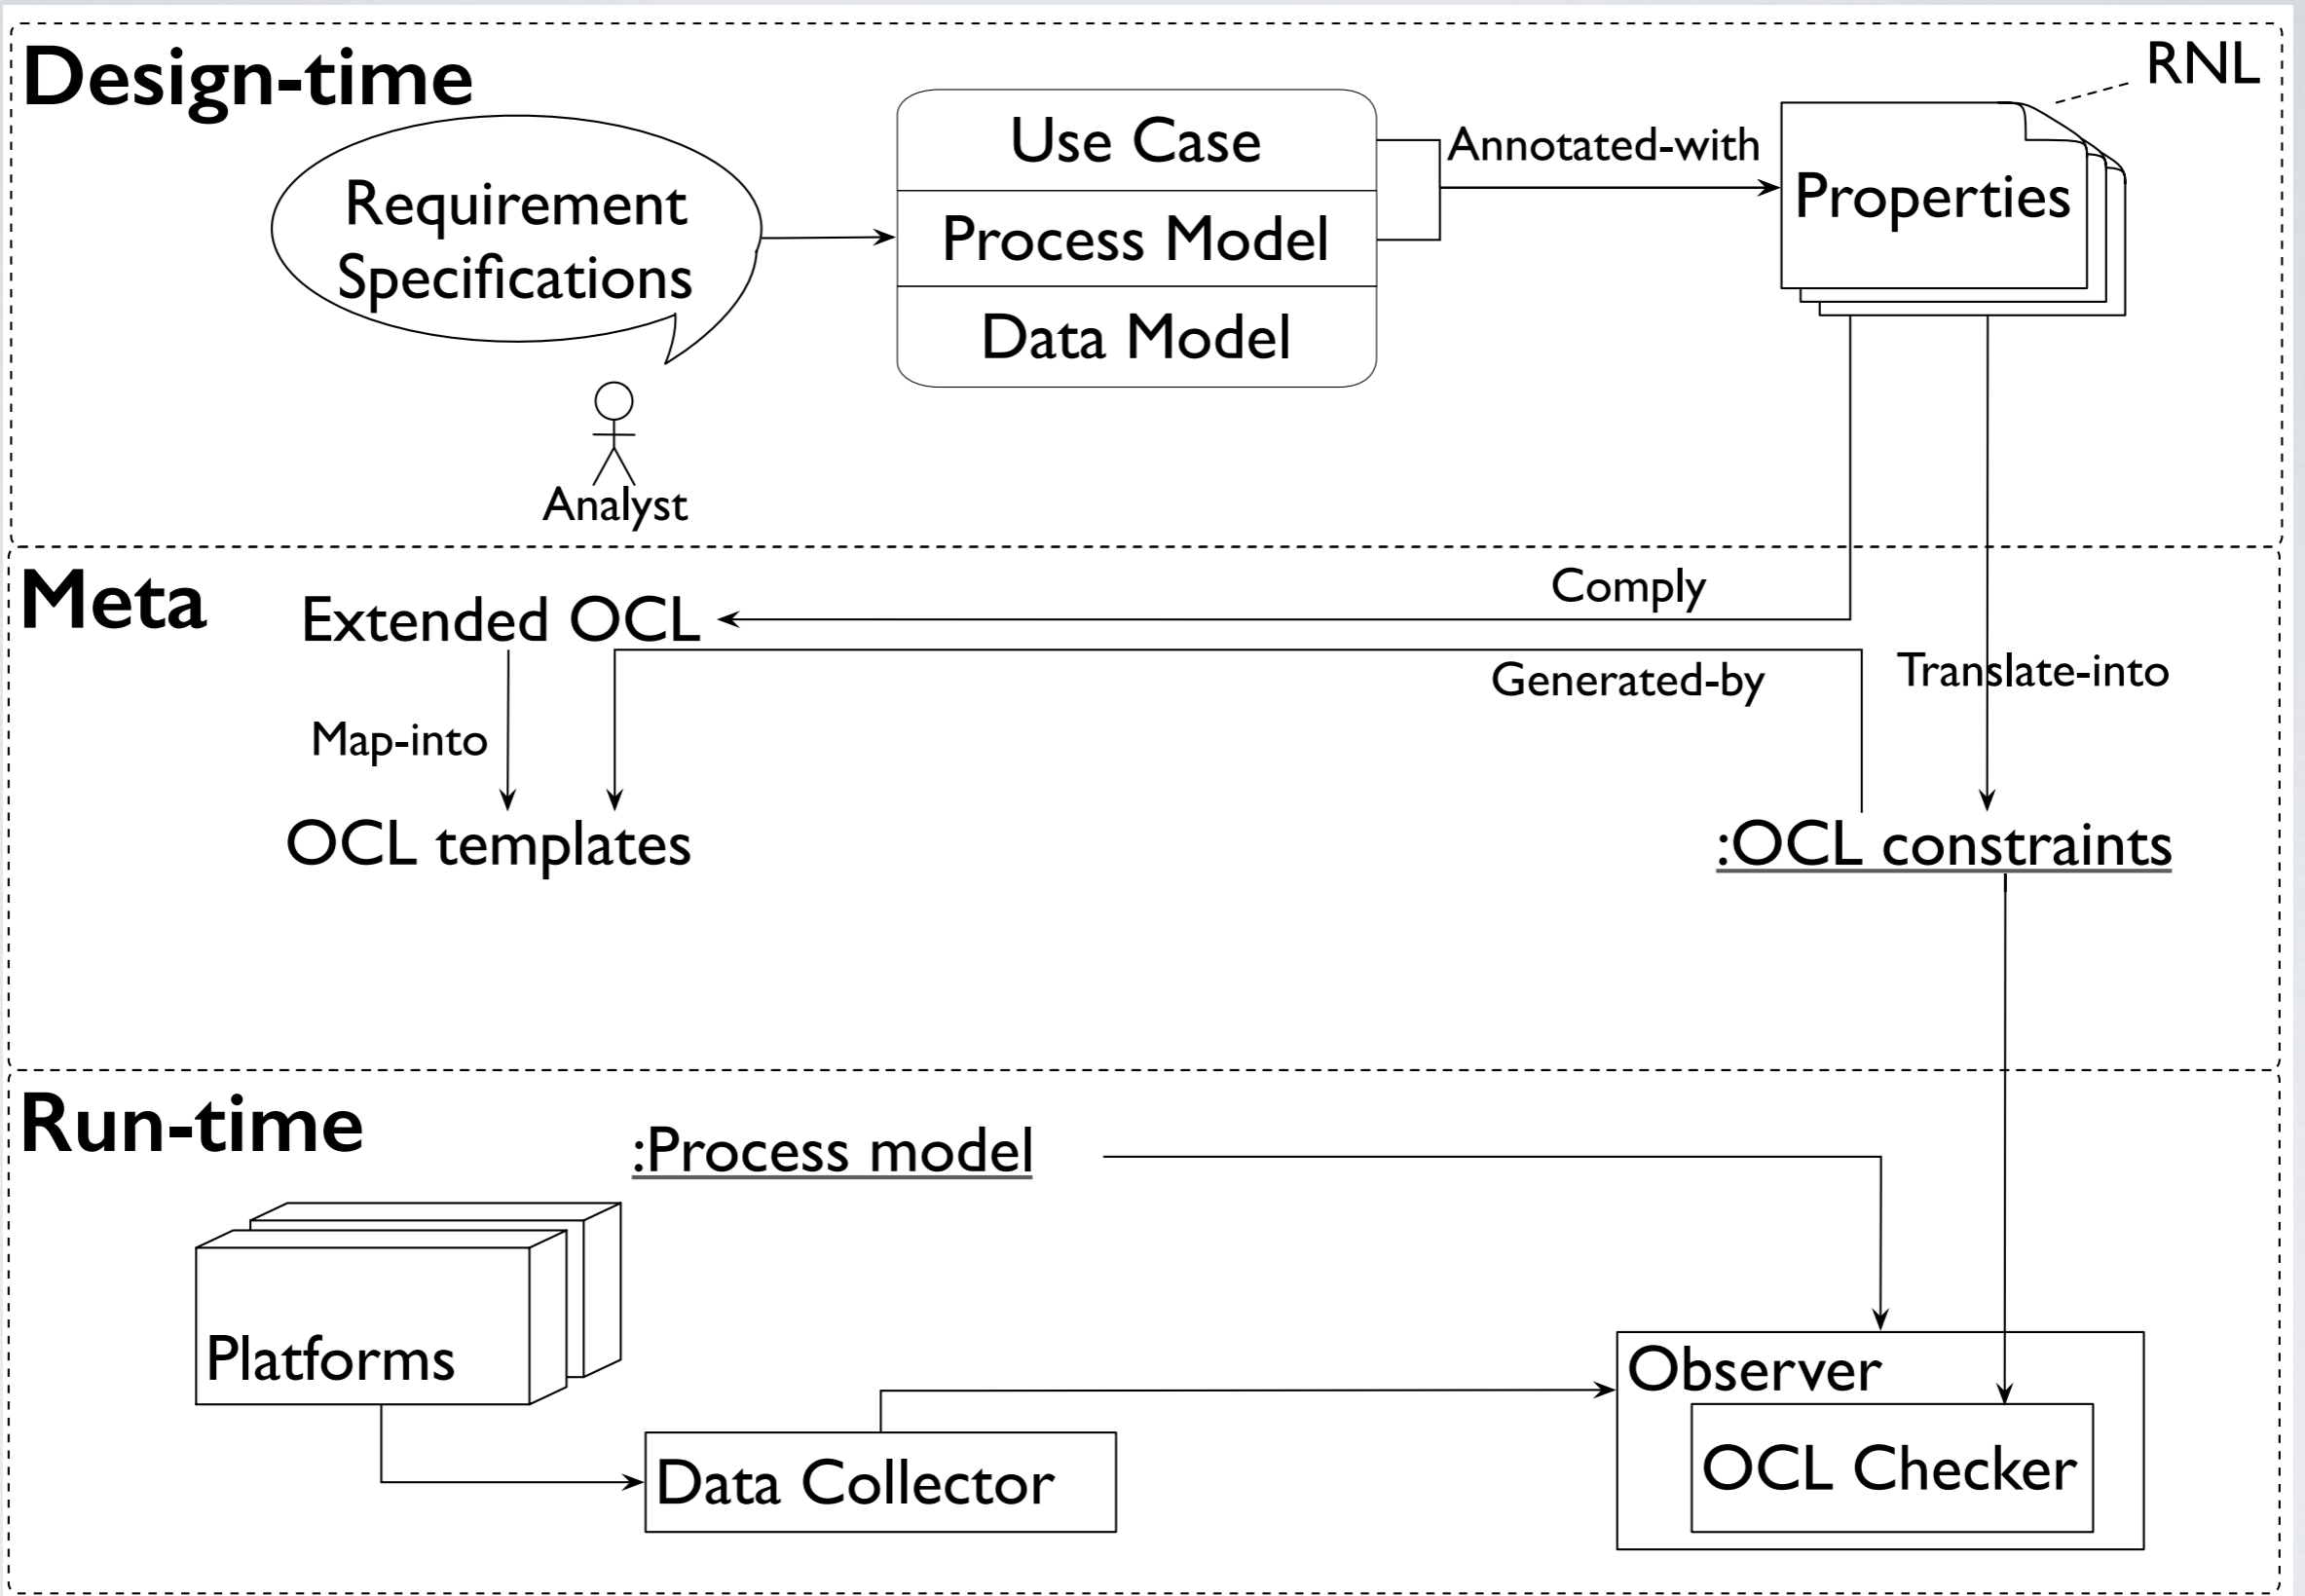 Design-time
RNL
Requirement
Specifications
Use Case
Process Model
Data Model
Annotated-with
Properties
Analyst
Meta
Extended OCL
Comply
Generated-by
Translate-into
Map-into
OCL templates
:OCL constraints
Run-time
:Process model
Platforms
Data Collector
Observer
OCL Checker